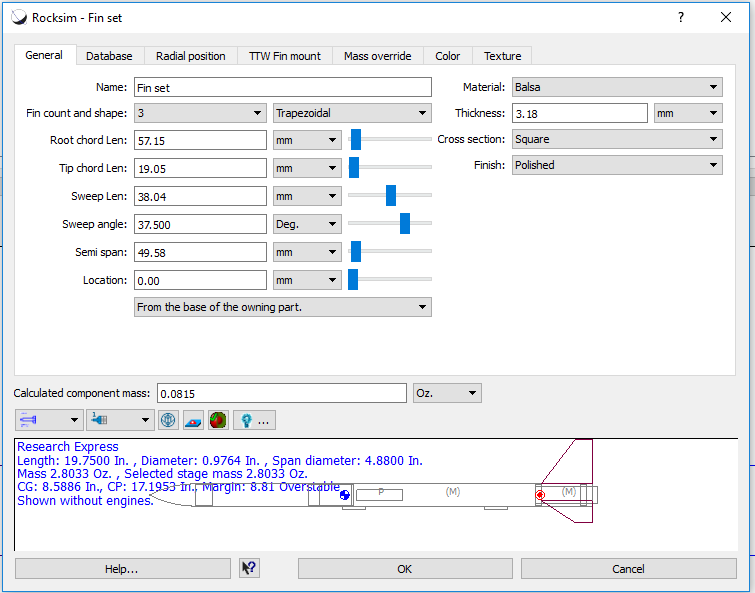 Rocksim - Fin set
?
General Database Radial position TTW Fin mount Mass override Color Texture
Name: Fin set
Material: Balsa
Fin count and shape: 3 Trapezoidal
Thickness: 3.18 mm
Root chord Len: 57.15 mm
Cross section: Square
Tip chord Len: 19.05 mm
Finish: Polished
Sweep Len: 38.04 mm
Sweep angle: 37.500 Deg.
Semi span: 49.58 mm
Location: 0.00 mm
From the base of the owning part.
Calculated component mass: 0.0815 Oz.
...
Research Express
Length: 19.7500 In. , Diameter: 0.9764 In. , Span diameter: 4.8800 In.
Mass 2.8033 Oz. , Selected stage mass 2.8033 Oz.
CG: 8.5886 In., CP: 17.1953 In., Margin: 8.81 Overstable
Shown without engines.
P (M) (M)
Help... OK Cancel